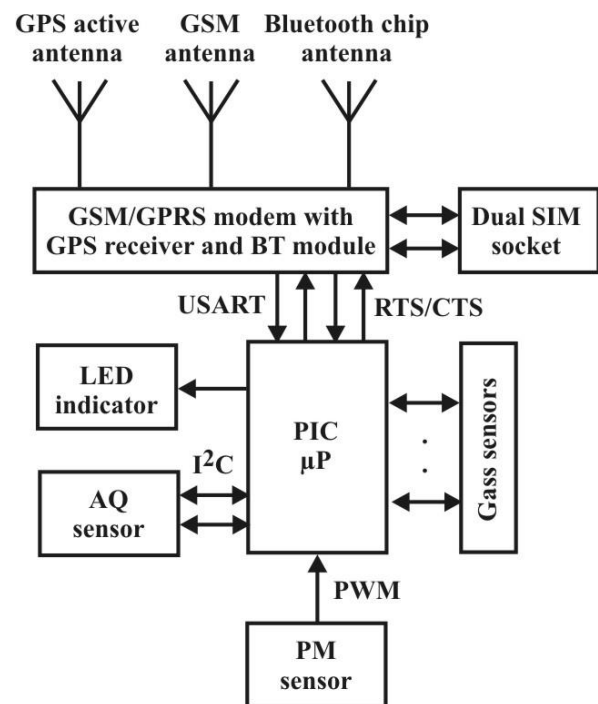 GPS active
antenna
GSM
antenna
Bluetooth chip
antenna
GSM/GPRS modem with
GPS receiver and BT module
Dual SIM
socket
USART
RTS/CTS
LED
indicator
PIC
µP
Gass sensors
I²C
AQ
sensor
PWM
PM
sensor